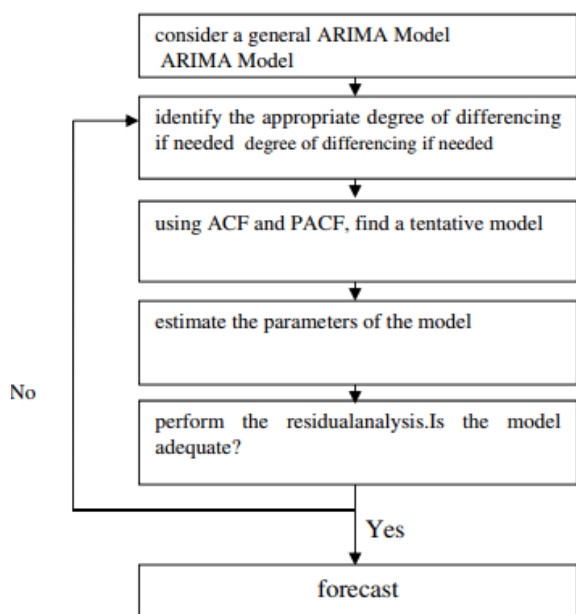 consider a general ARIMA Model
ARIMA Model
identify the appropriate degree of differencing
if needed degree of differencing if needed
using ACF and PACF, find a tentative model
estimate the parameters of the model
No
perform the residualanalysis.Is the model
adequate?
Yes
forecast